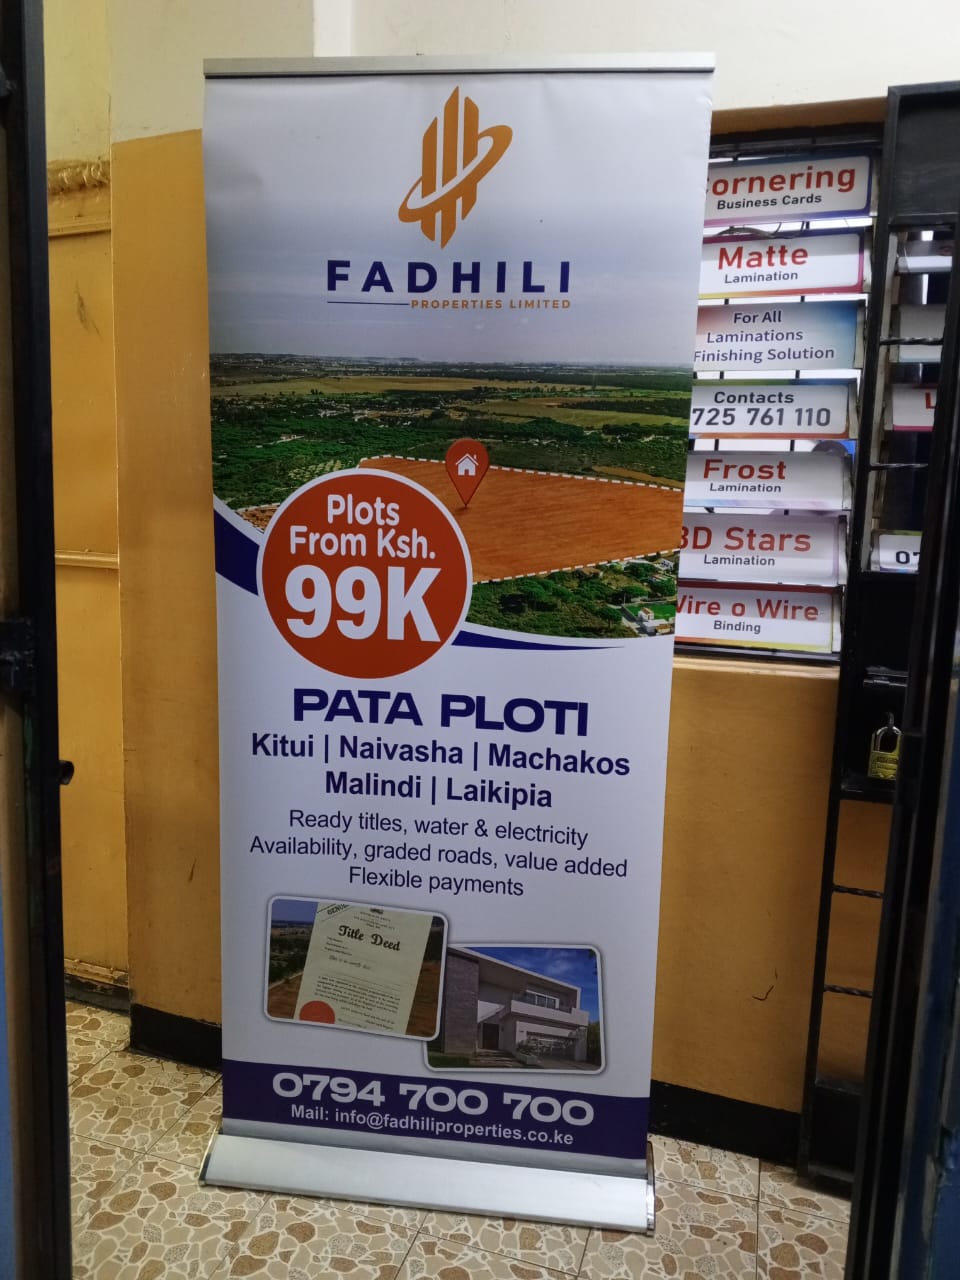 FADHILI
PROPERTIES LIMITED
Plots
From Ksh.
99K
PATA PLOTI
Kitui | Naivasha | Machakos
Malindi | Laikipia
Ready titles, water & electricity
Availability, graded roads, value added
Flexible payments
Title Deed
0794 700 700
Mail: info@fadhiliproperties.co.ke
ornering
Business Cards
Matte
Lamination
For All
Laminations
Finishing Solution
Contacts
725 761 110
Frost
Lamination
3D Stars
Lamination
Wire o Wire
Binding
07